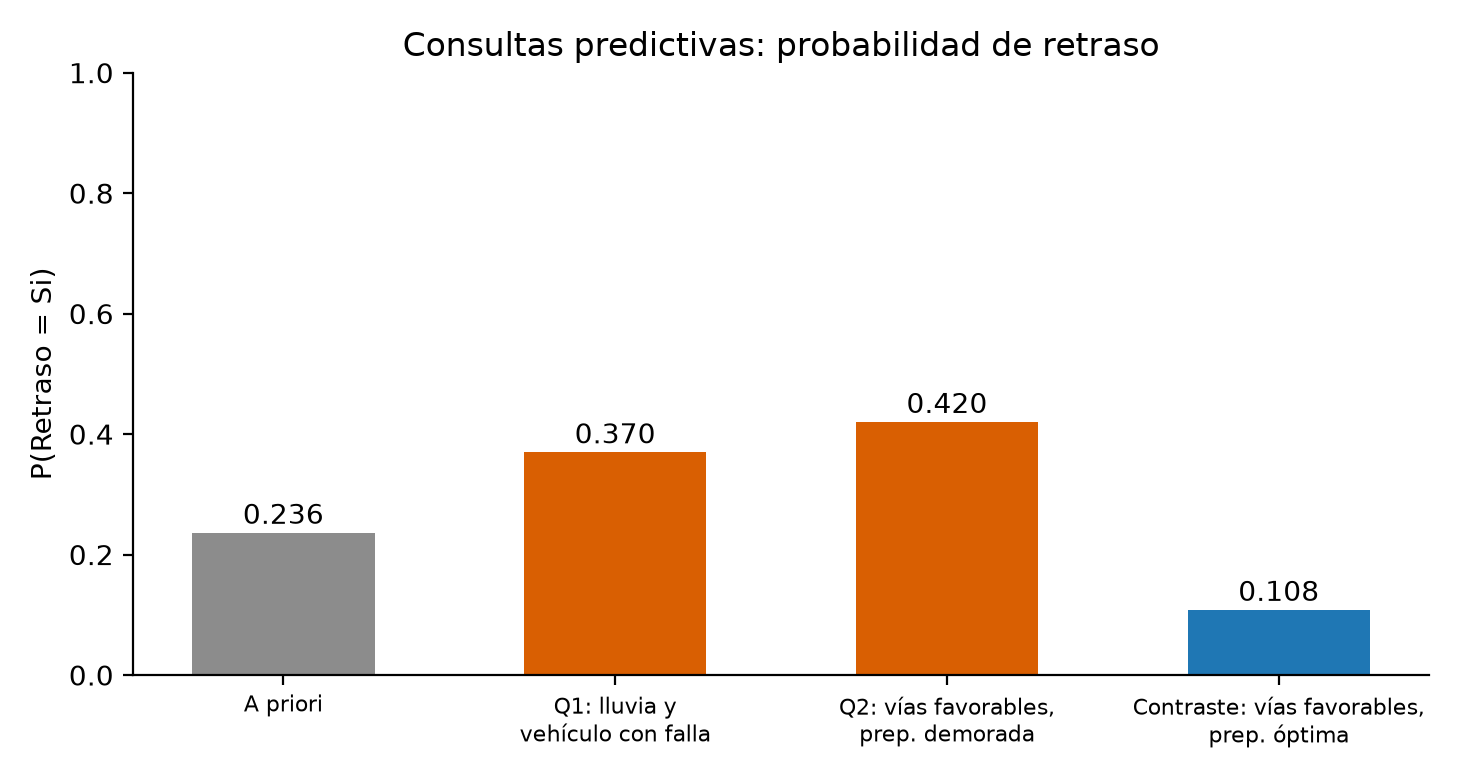 Consultas predictivas: probabilidad de retraso
P(Retraso = Si)
1.0
0.8
0.6
0.4
0.2
0.0
0.236
0.370
0.420
0.108
A priori
Q1: lluvia y
vehículo con falla
Q2: vías favorables,
prep. demorada
Contraste: vías favorables,
prep. óptima